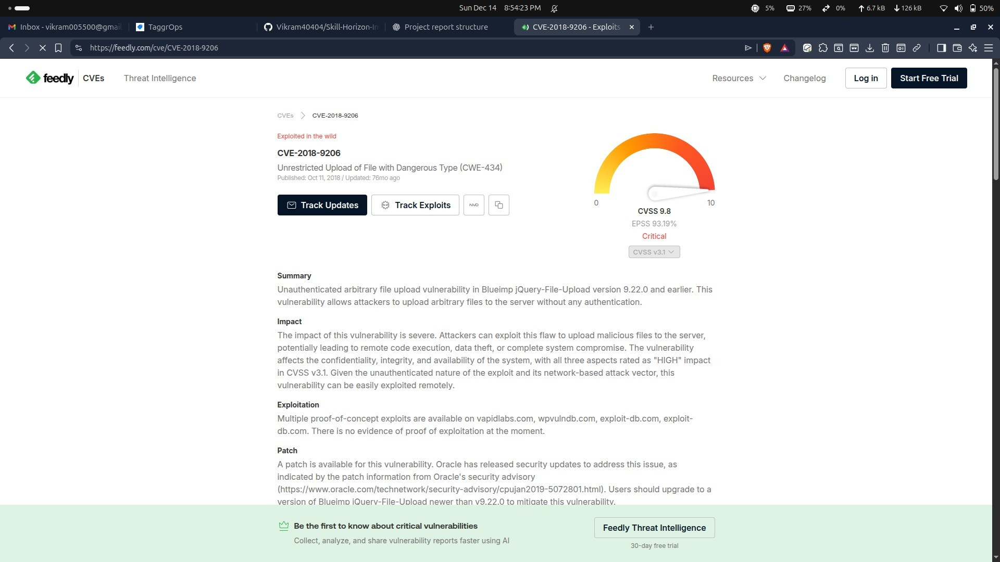 Sun Dec 14 8:54:23 PM
5% 27% 0% 6.7 kB 126 kB 50%
Inbox - vikram005500@gmai
TaggrOps
Vikram40404/Skill-Horizon-In
Project report structure
CVE-2018-9206 - Exploits
https://feedly.com/cve/CVE-2018-9206
feedly CVEs Threat Intelligence Resources Changelog Log in Start Free Trial
CVEs CVE-2018-9206
Exploited in the wild
CVE-2018-9206
Unrestricted Upload of File with Dangerous Type (CWE-434)
Published: Oct 11, 2018 / Updated: 76mo ago
Track Updates Track Exploits NVD
0 10
CVSS 9.8
EPSS 93.19%
Critical
CVSS v3.1
Summary
Unauthenticated arbitrary file upload vulnerability in Blueimp jQuery-File-Upload version 9.22.0 and earlier. This
vulnerability allows attackers to upload arbitrary files to the server without any authentication.
Impact
The impact of this vulnerability is severe. Attackers can exploit this flaw to upload malicious files to the server,
potentially leading to remote code execution, data theft, or complete system compromise. The vulnerability
affects the confidentiality, integrity, and availability of the system, with all three aspects rated as "HIGH" impact
in CVSS v3.1. Given the unauthenticated nature of the exploit and its network-based attack vector, this
vulnerability can be easily exploited remotely.
Exploitation
Multiple proof-of-concept exploits are available on vapidlabs.com, wpvulndb.com, exploit-db.com, exploit-
db.com. There is no evidence of proof of exploitation at the moment.
Patch
A patch is available for this vulnerability. Oracle has released security updates to address this issue, as
indicated by the patch information from Oracle's security advisory
(https://www.oracle.com/technetwork/security-advisory/cpujan2019-5072801.html). Users should upgrade to a
version of Blueimp jQuery-File-Upload newer than v9.22.0 to mitigate this vulnerability.
Be the first to know about critical vulnerabilities
Collect, analyze, and share vulnerability reports faster using AI
Feedly Threat Intelligence
30-day free trial